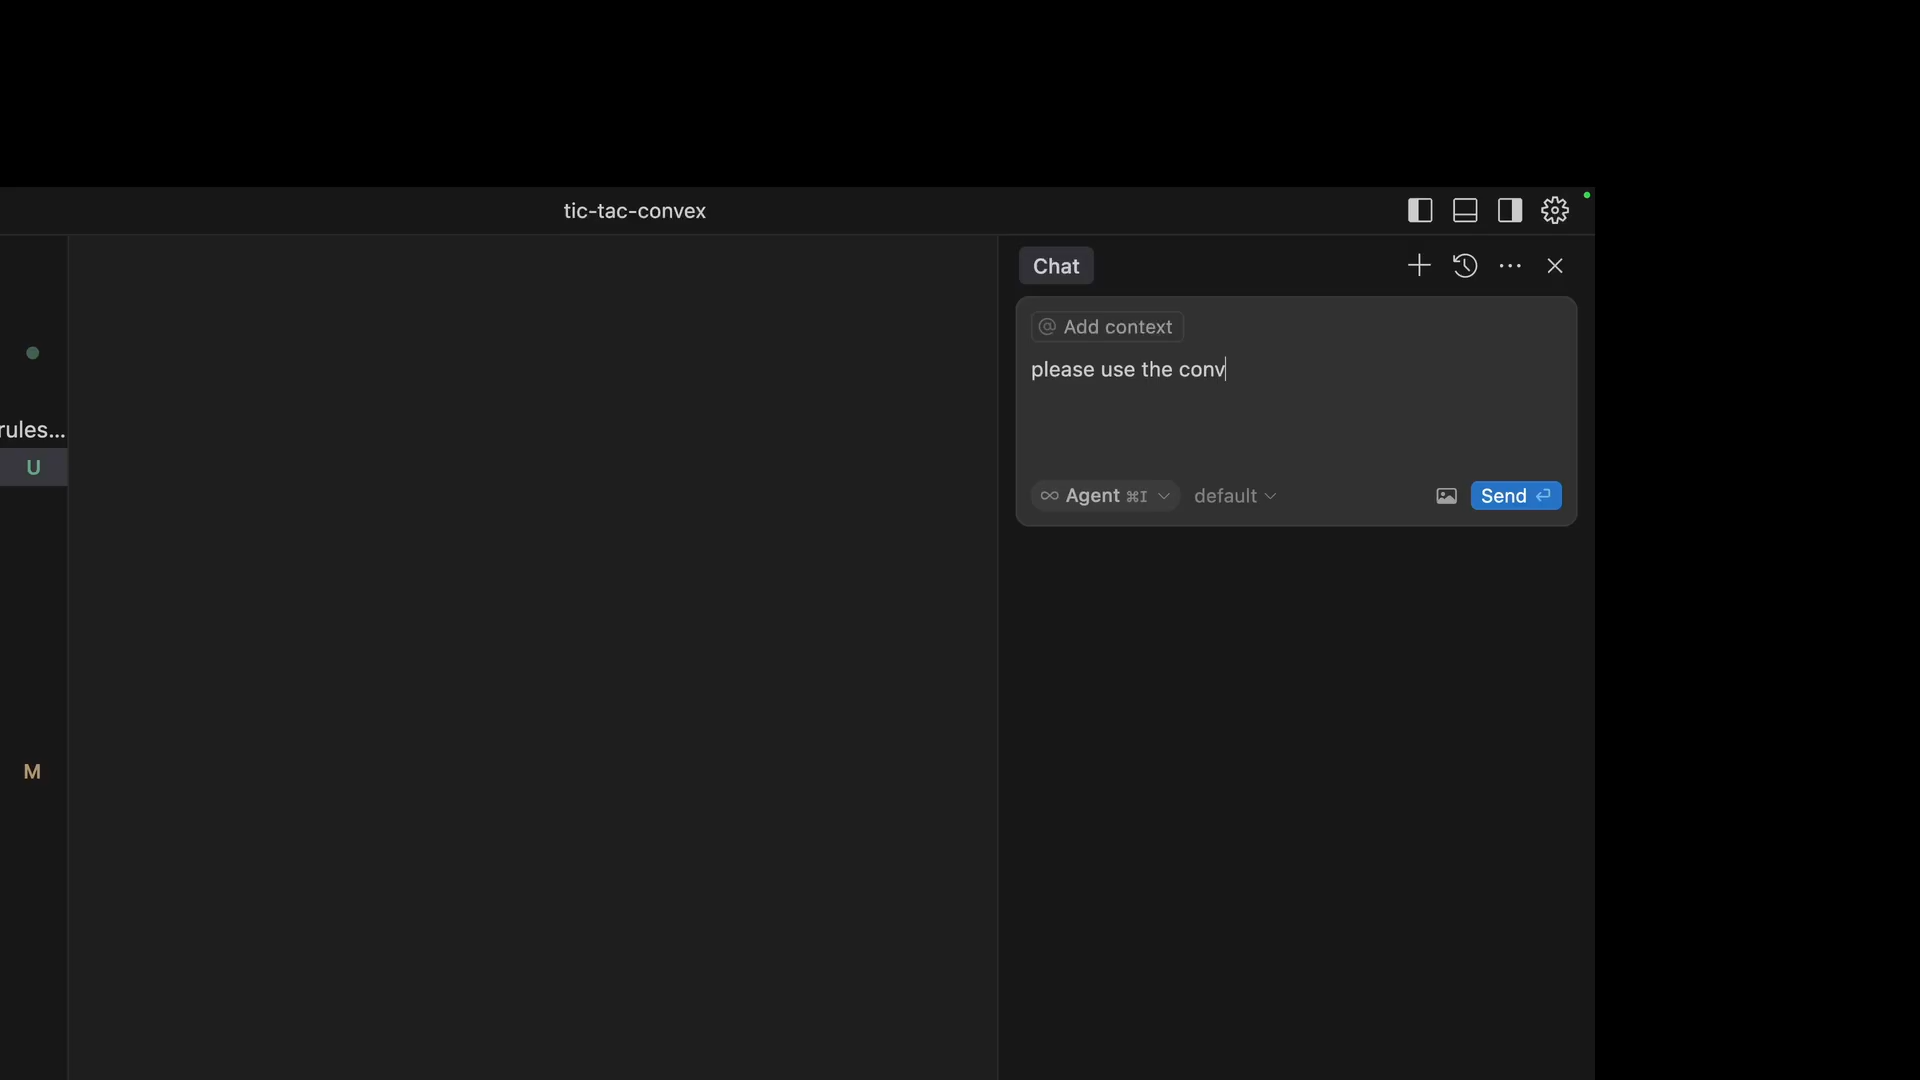 tic-tac-convex
Chat
@ Add context
please use the conv
rules...
U
Agent ⌘I
default
Send
M